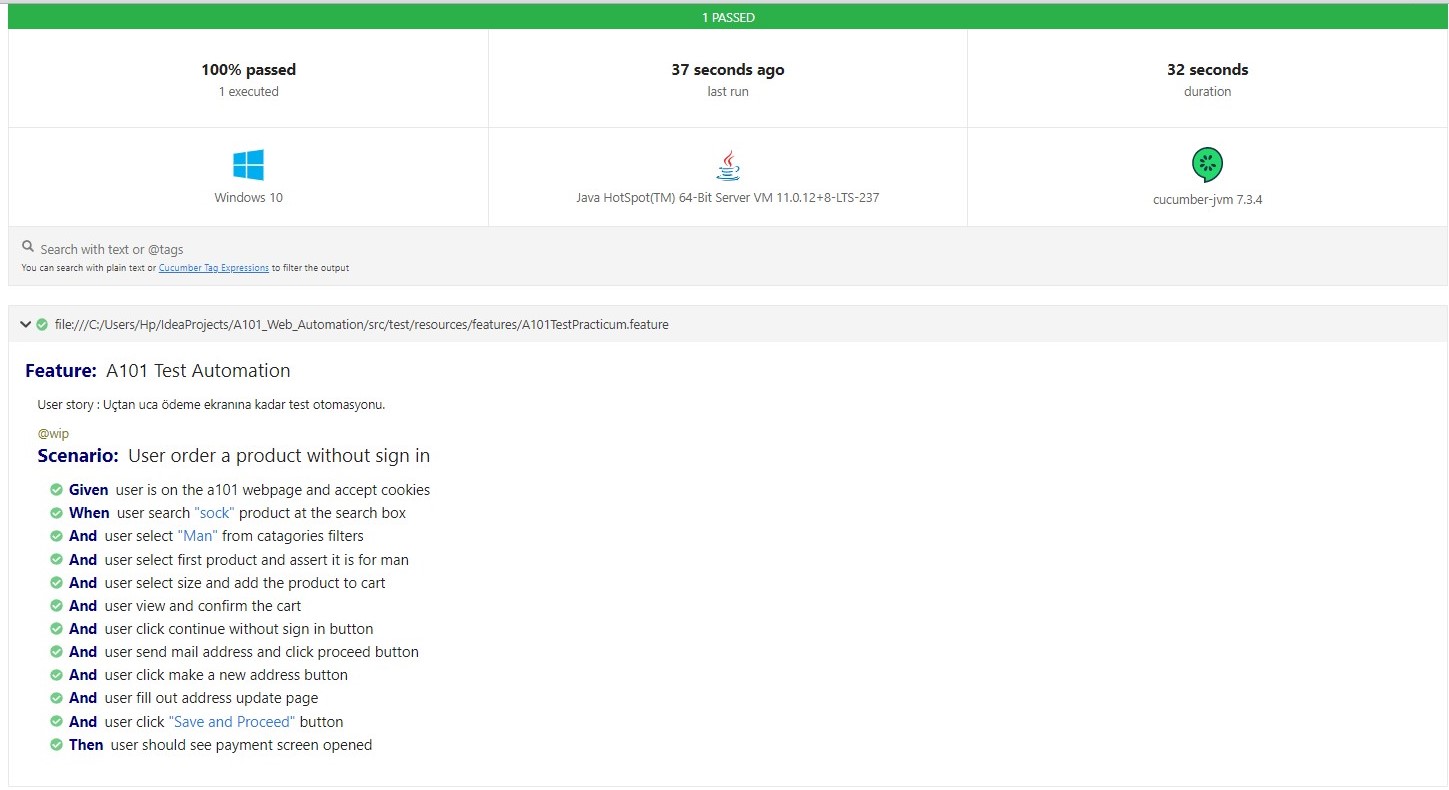 1 PASSED
100% passed
1 executed
37 seconds ago
last run
32 seconds
duration
Windows 10
Java HotSpot(TM) 64-Bit Server VM 11.0.12+8-LTS-237
cucumber-jvm 7.3.4
Search with text or @tags
You can search with plain text or Cucumber Tag Expressions to filter the output
file:///C:/Users/Hp/IdeaProjects/A101_Web_Automation/src/test/resources/features/A101TestPracticum.feature
Feature: A101 Test Automation
User story : Uçtan uca ödeme ekranına kadar test otomasyonu.
@wip
Scenario: User order a product without sign in
Given user is on the a101 webpage and accept cookies
When user search "sock" product at the search box
And user select "Man" from catagories filters
And user select first product and assert it is for man
And user select size and add the product to cart
And user view and confirm the cart
And user click continue without sign in button
And user send mail address and click proceed button
And user click make a new address button
And user fill out address update page
And user click "Save and Proceed" button
Then user should see payment screen opened